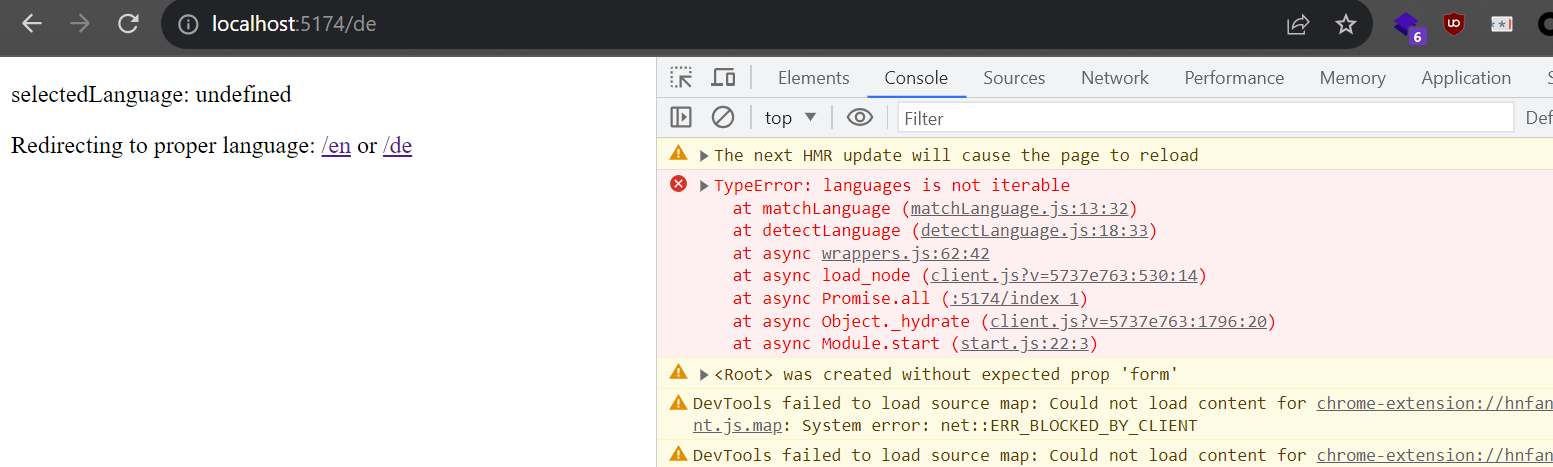 localhost:5174/de
6
selectedLanguage: undefined
Redirecting to proper language: /en or /de
Elements Console Sources Network Performance Memory Application
top Filter Def
The next HMR update will cause the page to reload
TypeError: languages is not iterable
at matchLanguage (matchLanguage.js:13:32)
at detectLanguage (detectLanguage.js:18:33)
at async wrappers.js:62:42
at async load_node (client.js?v=5737e763:530:14)
at async Promise.all (:5174/index 1)
at async Object._hydrate (client.js?v=5737e763:1796:20)
at async Module.start (start.js:22:3)
<Root> was created without expected prop 'form'
DevTools failed to load source map: Could not load content for chrome-extension://hnfan
nt.js.map: System error: net::ERR_BLOCKED_BY_CLIENT
DevTools failed to load source map: Could not load content for chrome-extension://hnfan